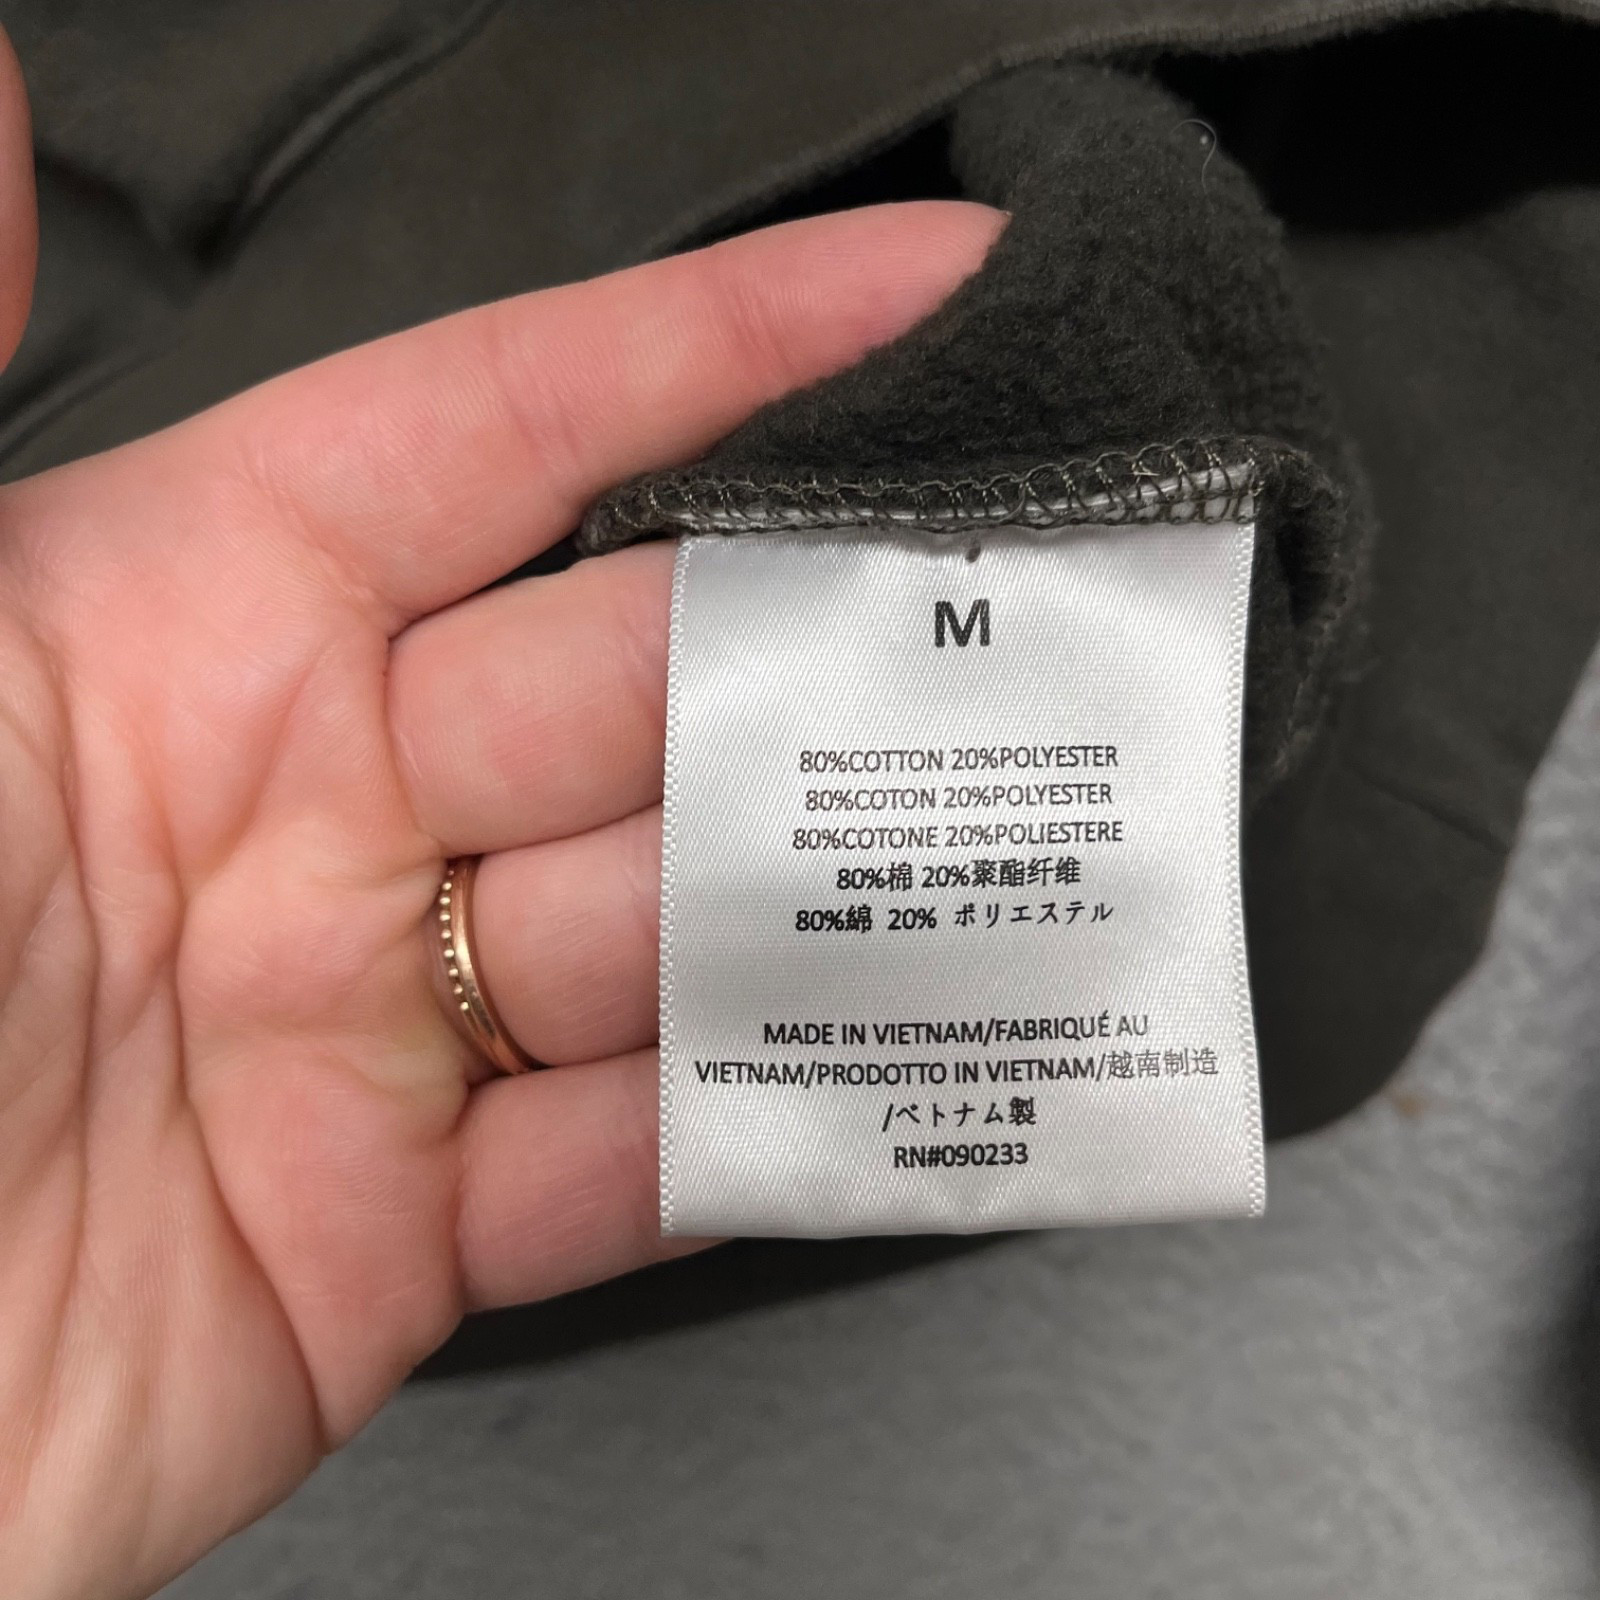 M
80%COTTON 20%POLYESTER
80%COTON 20%POLYESTER
80%COTONE 20%POLIESTERE
80%棉 20%聚酯纤维
80%綿 20% ポリエステル
MADE IN VIETNAM/FABRIQUÉ AU
VIETNAM/PRODOTTO IN VIETNAM/越南制造
/ベトナム製
RN#090233